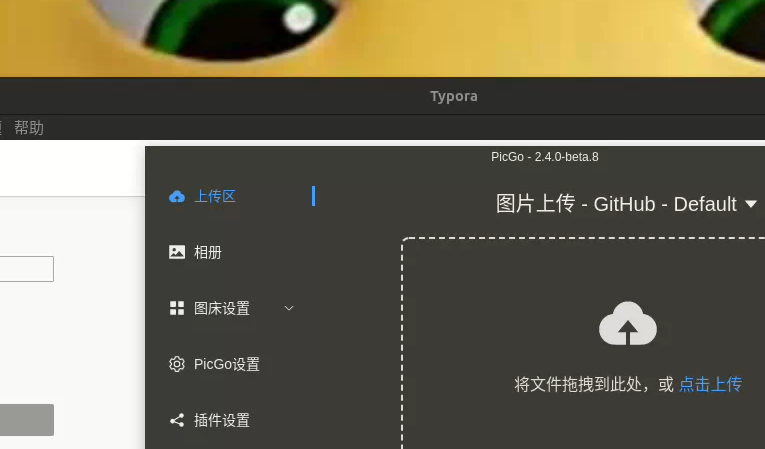 Typora
帮助
PicGo - 2.4.0-beta.8
上传区
图片上传 - GitHub - Default
相册
图床设置
PicGo设置
将文件拖拽到此处，或 点击上传
插件设置